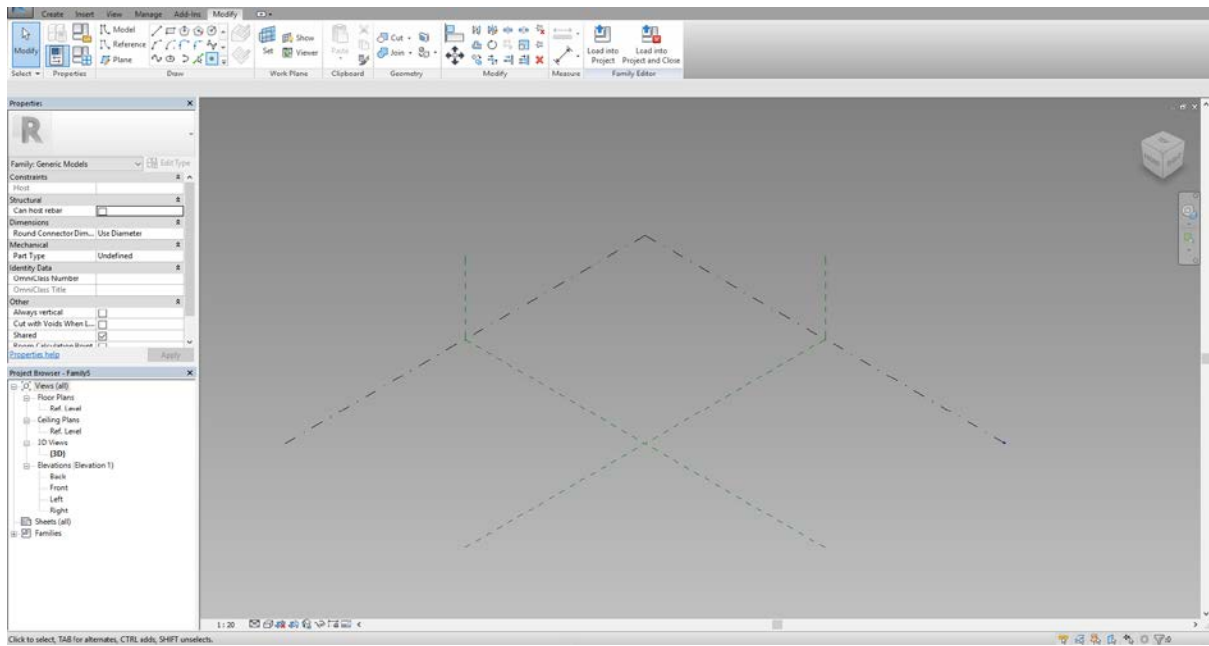 Create Insert View Manage Add-Ins Modify
Modify
Model
Reference
Plane
Set
Show
Viewer
Paste
Cut
Join
Load into Project
Load into Project and Close
Select Properties Draw Work Plane Clipboard Geometry Modify Measure Family Editor
Properties
R
Family: Generic Models Edit Type
Constraints
Host
Structural
Can host rebar
Dimensions
Round Connector Dim... Use Diameter
Mechanical
Part Type Undefined
Identity Data
OmniClass Number
OmniClass Title
Other
Always vertical
Cut with Voids When L...
Shared
Room Calculation Point
Properties help Apply
Project Browser - Family5
Views (all)
Floor Plans
Ref. Level
Ceiling Plans
Ref. Level
3D Views
(3D)
Elevations (Elevation 1)
Back
Front
Left
Right
Sheets (all)
Families
1 : 20
Click to select, TAB for alternates, CTRL adds, SHIFT unselects.